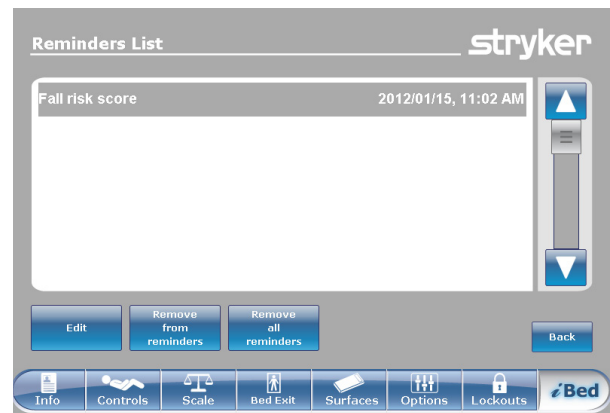 Reminders List
stryker
Fall risk score 2012/01/15, 11:02 AM
Edit
Remove
from
reminders
Remove
all
reminders
Back
Info Controls Scale Bed Exit Surfaces Options Lockouts iBed